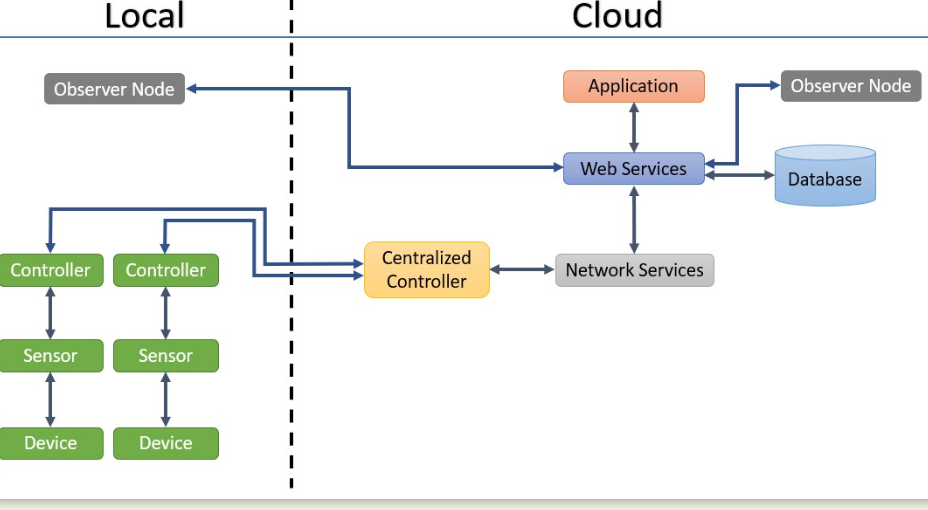 Local
Cloud
Observer Node
Application
Observer Node
Web Services
Database
Controller
Controller
Centralized
Controller
Network Services
Sensor
Sensor
Device
Device